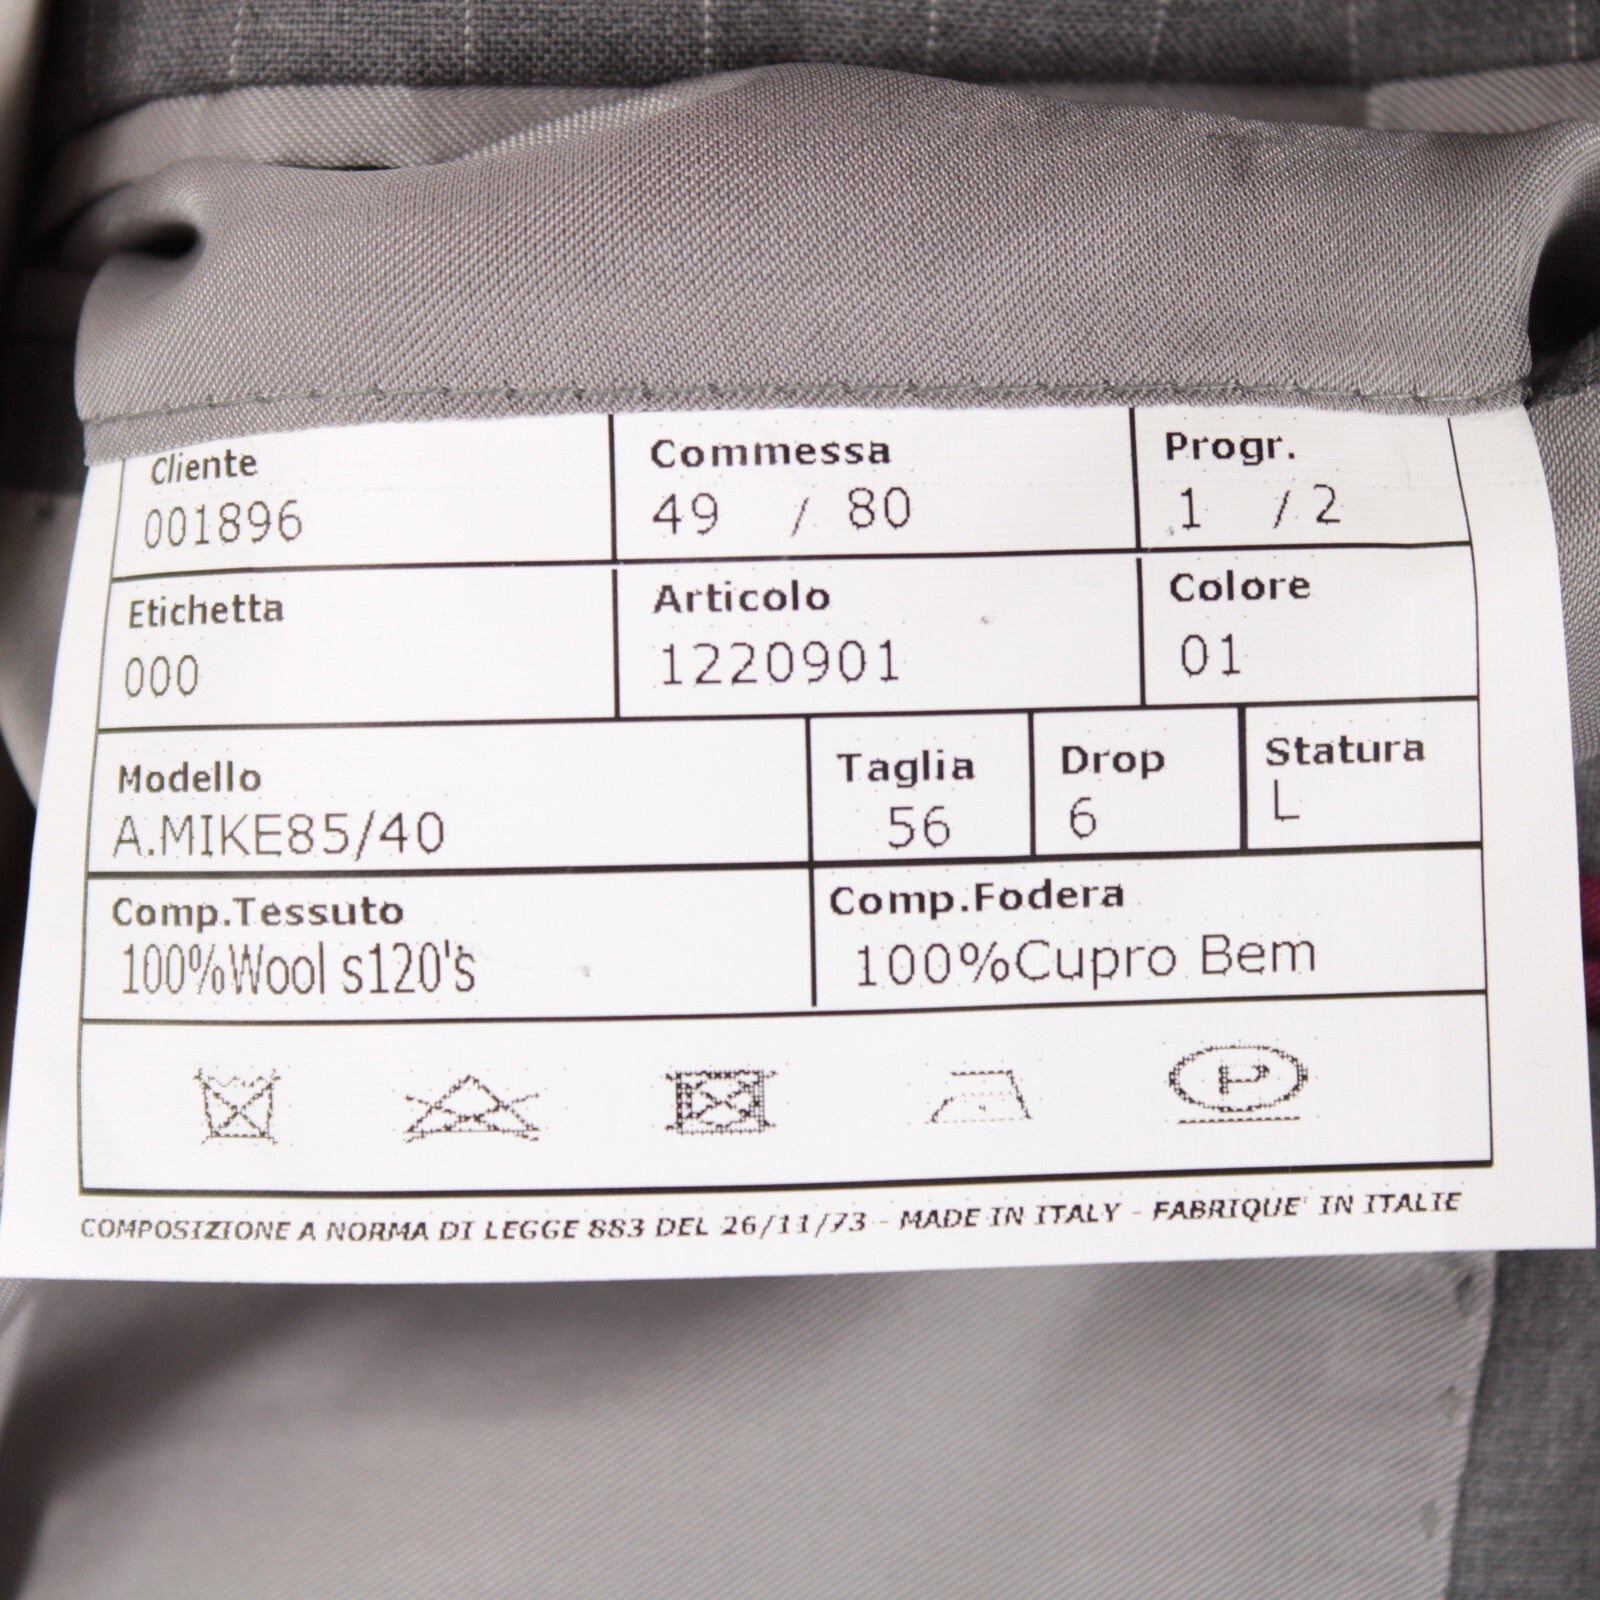 Cliente Commessa Progr.
001896 49 / 80 1 / 2
Etichetta Articolo Colore
000 1220901 01
Modello Taglia Drop Statura
A.MIKE85/40 56 6 L
Comp.Tessuto Comp.Fodera
100%Wool s120's 100%Cupro Bem
P
COMPOSIZIONE A NORMA DI LEGGE 883 DEL 26/11/73 - MADE IN ITALY - FABRIQUE' IN ITALIE